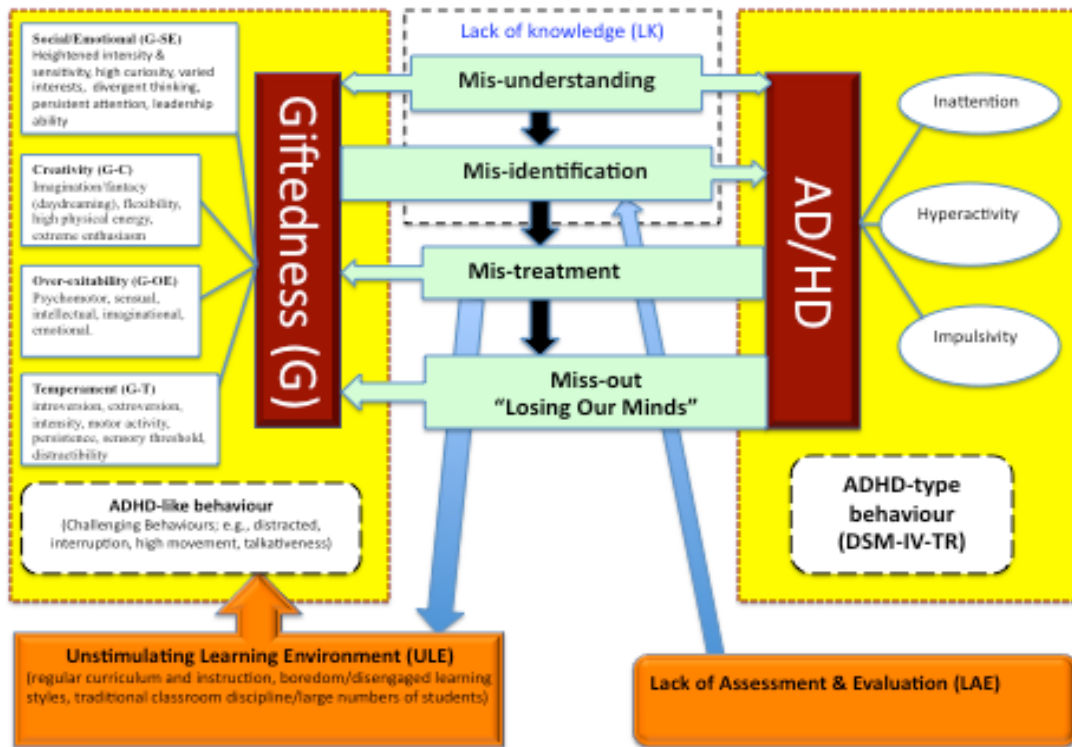 Social/Emotional (G-SE)
Heightened intensity &
sensitivity, high curiosity, varied
interests, divergent thinking,
persistent attention, leadership
ability
Creativity (G-C)
Imagination/fantacy
(daydreaming), flexibility,
high physical energy,
extreme enthusiasm
Over-exitability (G-OE)
Psychomotor, sensual,
intellectual, imaginational,
emotional.
Temperament (G-T)
introversion, extroversion,
intensity, motor activity,
persistence, sensory threshold,
distractibility
Giftedness (G)
ADHD-like behaviour
(Challenging Behaviours; e.g., distracted,
interruption, high movement, talkativeness)
Lack of knowledge (LK)
Mis-understanding
Mis-identification
Mis-treatment
Miss-out
“Losing Our Minds”
AD/HD
Inattention
Hyperactivity
Impulsivity
ADHD-type
behaviour
(DSM-IV-TR)
Unstimulating Learning Environment (ULE)
(regular curriculum and instruction, boredom/disengaged learning
styles, traditional classroom discipline/large numbers of students)
Lack of Assessment & Evaluation (LAE)